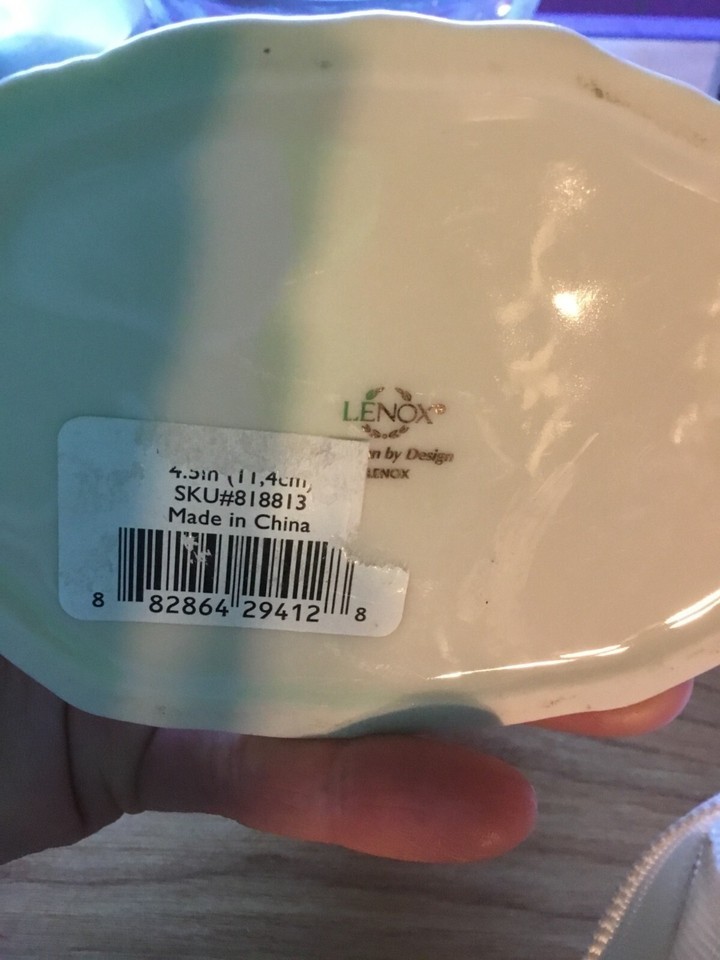 LENOX®
by Design
LENOX
4.5in (11,4cm)
SKU#818813
Made in China
8 82864 29412 8